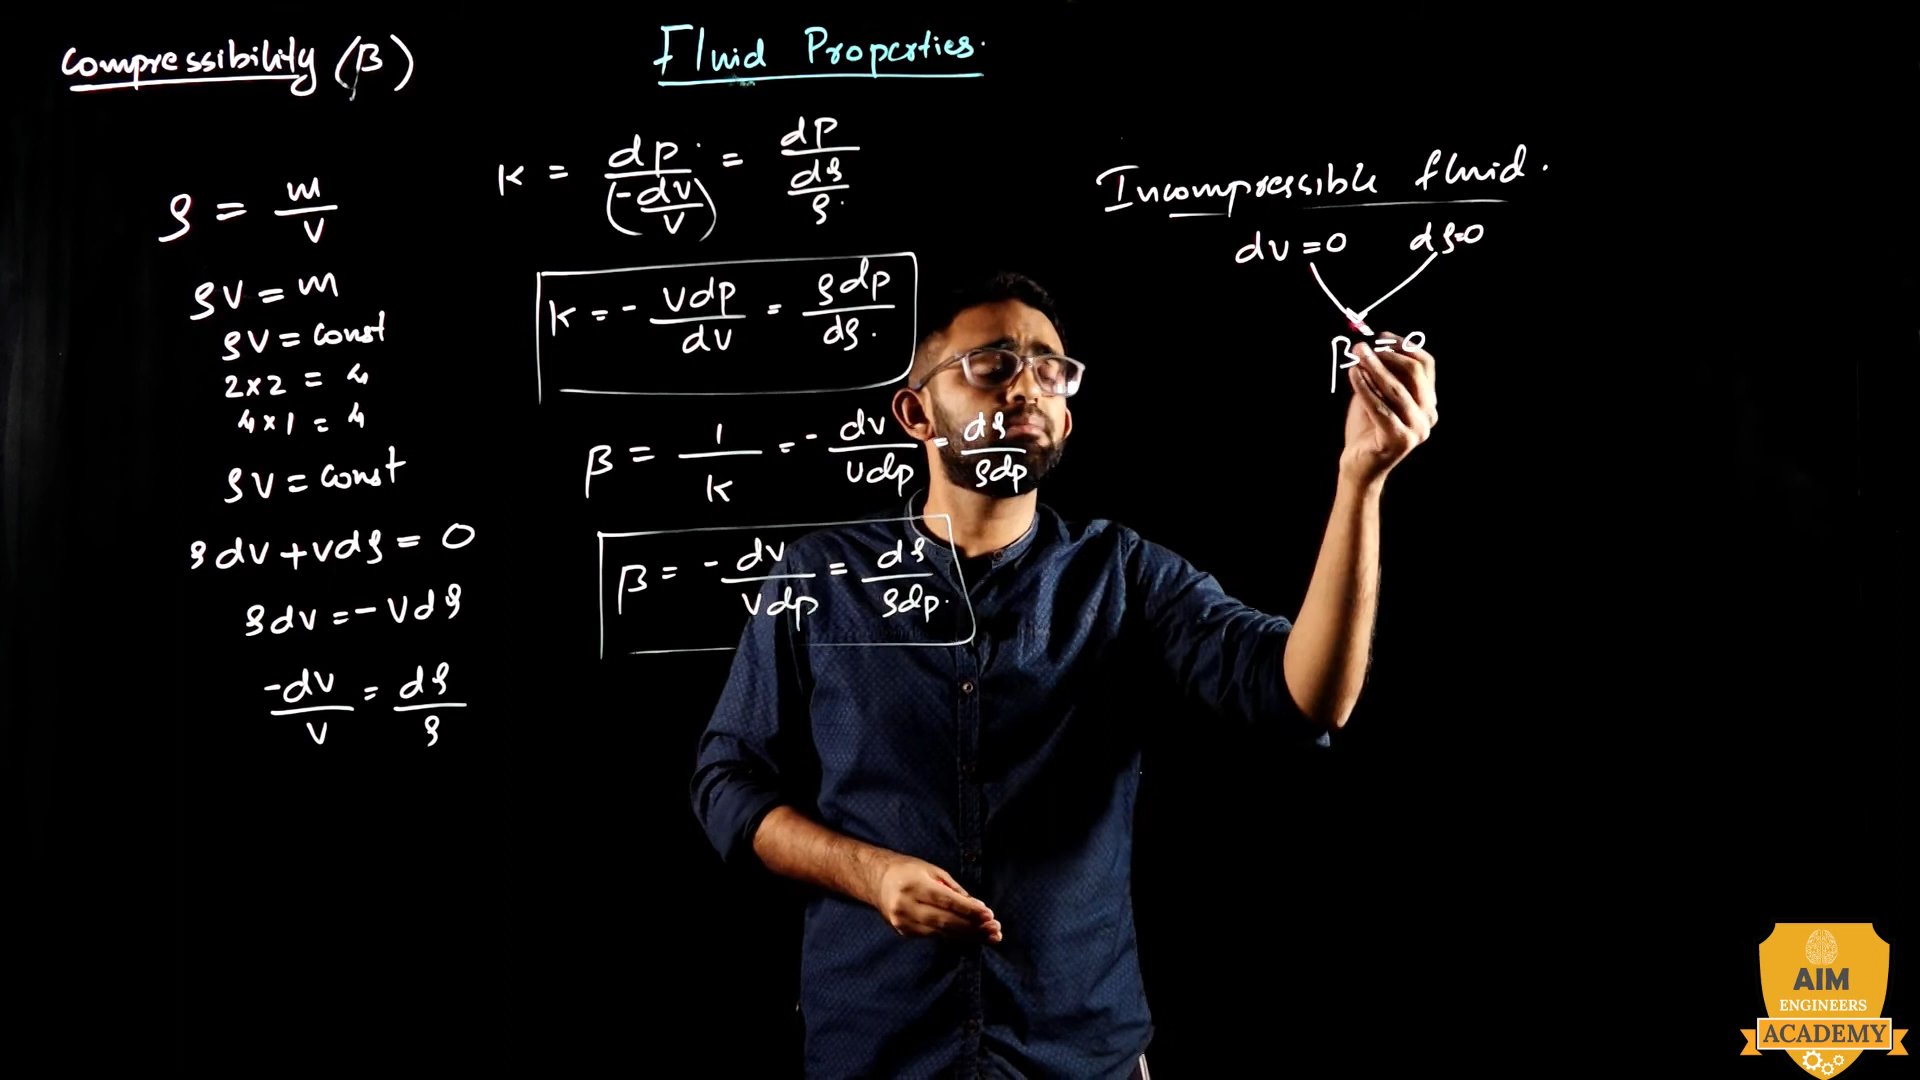 Fluid Properties.
Compressibility (β)
ρ = m/V
ρV = m
ρV = Const
2×2 = 4
4×1 = 4
ρV = Const
ρdV + Vdρ = 0
ρdV = -Vdρ
-dV/V = dρ/ρ
K = dp/(-dV/V) = dP/(dρ/ρ)
K = - Vdp/dV = ρdp/dρ.
β = 1/K = - dV/Vdp = dρ/ρdp
β = - dV/Vdp = dρ/ρdp.
Incompressible fluid.
dV = 0 dρ=0
β = 0
AIM
ENGINEERS
ACADEMY